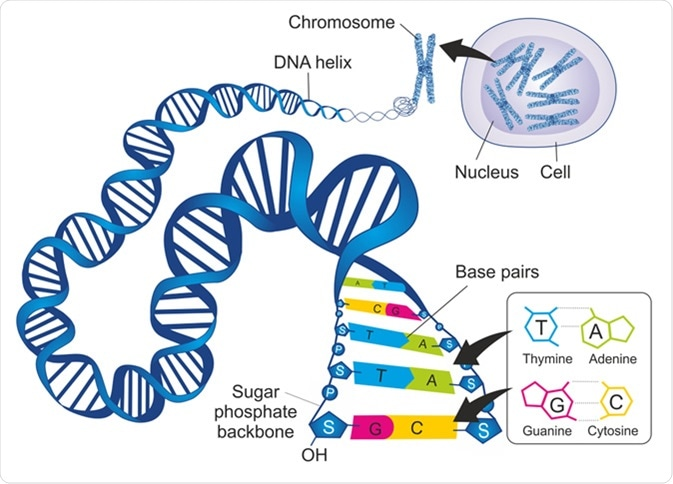 Chromosome
DNA helix
Nucleus Cell
Base pairs
A T
C G S
P P
S T A S
P P
S T A S
P P
S G C S
OH
Sugar
phosphate
backbone
T A
Thymine Adenine
G C
Guanine Cytosine